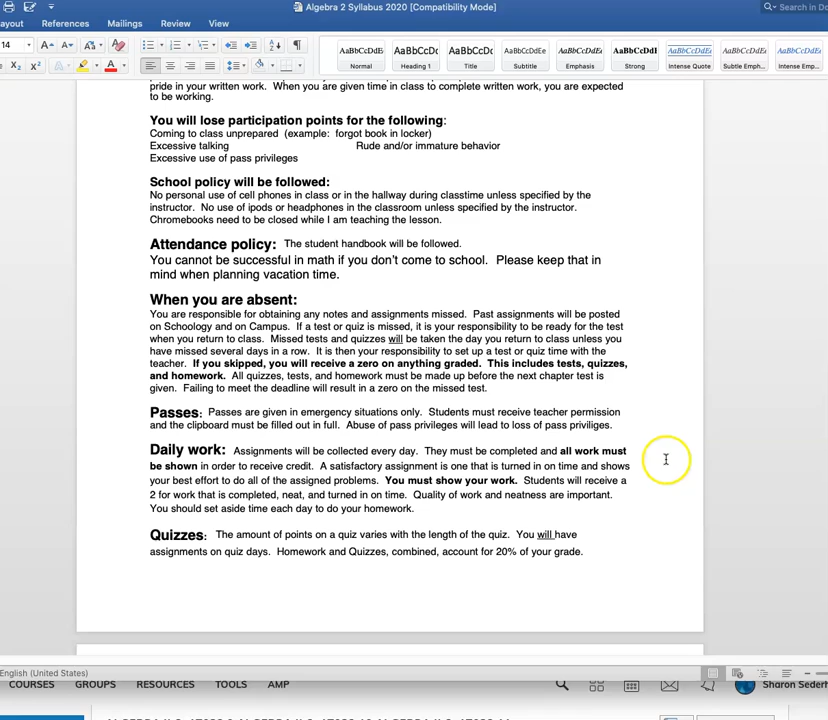 Algebra 2 Syllabus 2020 [Compatibility Mode]
Search in Do
ayout References Mailings Review View
14
AaBbCcDdE AaBbCcDc AaBbCcDc AaBbCcDdEe AaBbCcDdEe AaBbCcDdI AaBbCcDdEe AaBbCcDdEe AaBbCcDdEe
Normal Heading 1 Title Subtitle Emphasis Strong Intense Quote Subtle Emph... Intense Emp...
pride in your written work. When you are given time in class to complete written work, you are expected
to be working.
You will lose participation points for the following:
Coming to class unprepared (example: forgot book in locker)
Excessive talking Rude and/or immature behavior
Excessive use of pass privileges
School policy will be followed:
No personal use of cell phones in class or in the hallway during classtime unless specified by the
instructor. No use of ipods or headphones in the classroom unless specified by the instructor.
Chromebooks need to be closed while I am teaching the lesson.
Attendance policy: The student handbook will be followed.
You cannot be successful in math if you don't come to school. Please keep that in
mind when planning vacation time.
When you are absent:
You are responsible for obtaining any notes and assignments missed. Past assignments will be posted
on Schoology and on Campus. If a test or quiz is missed, it is your responsibility to be ready for the test
when you return to class. Missed tests and quizzes will be taken the day you return to class unless you
have missed several days in a row. It is then your responsibility to set up a test or quiz time with the
teacher. If you skipped, you will receive a zero on anything graded. This includes tests, quizzes,
and homework. All quizzes, tests, and homework must be made up before the next chapter test is
given. Failing to meet the deadline will result in a zero on the missed test.
Passes: Passes are given in emergency situations only. Students must receive teacher permission
and the clipboard must be filled out in full. Abuse of pass privileges will lead to loss of pass priviliges.
Daily work: Assignments will be collected every day. They must be completed and all work must
be shown in order to receive credit. A satisfactory assignment is one that is turned in on time and shows
your best effort to do all of the assigned problems. You must show your work. Students will receive a
2 for work that is completed, neat, and turned in on time. Quality of work and neatness are important.
You should set aside time each day to do your homework.
Quizzes: The amount of points on a quiz varies with the length of the quiz. You will have
assignments on quiz days. Homework and Quizzes, combined, account for 20% of your grade.
English (United States)
COURSES GROUPS RESOURCES TOOLS AMP Sharon Sederh